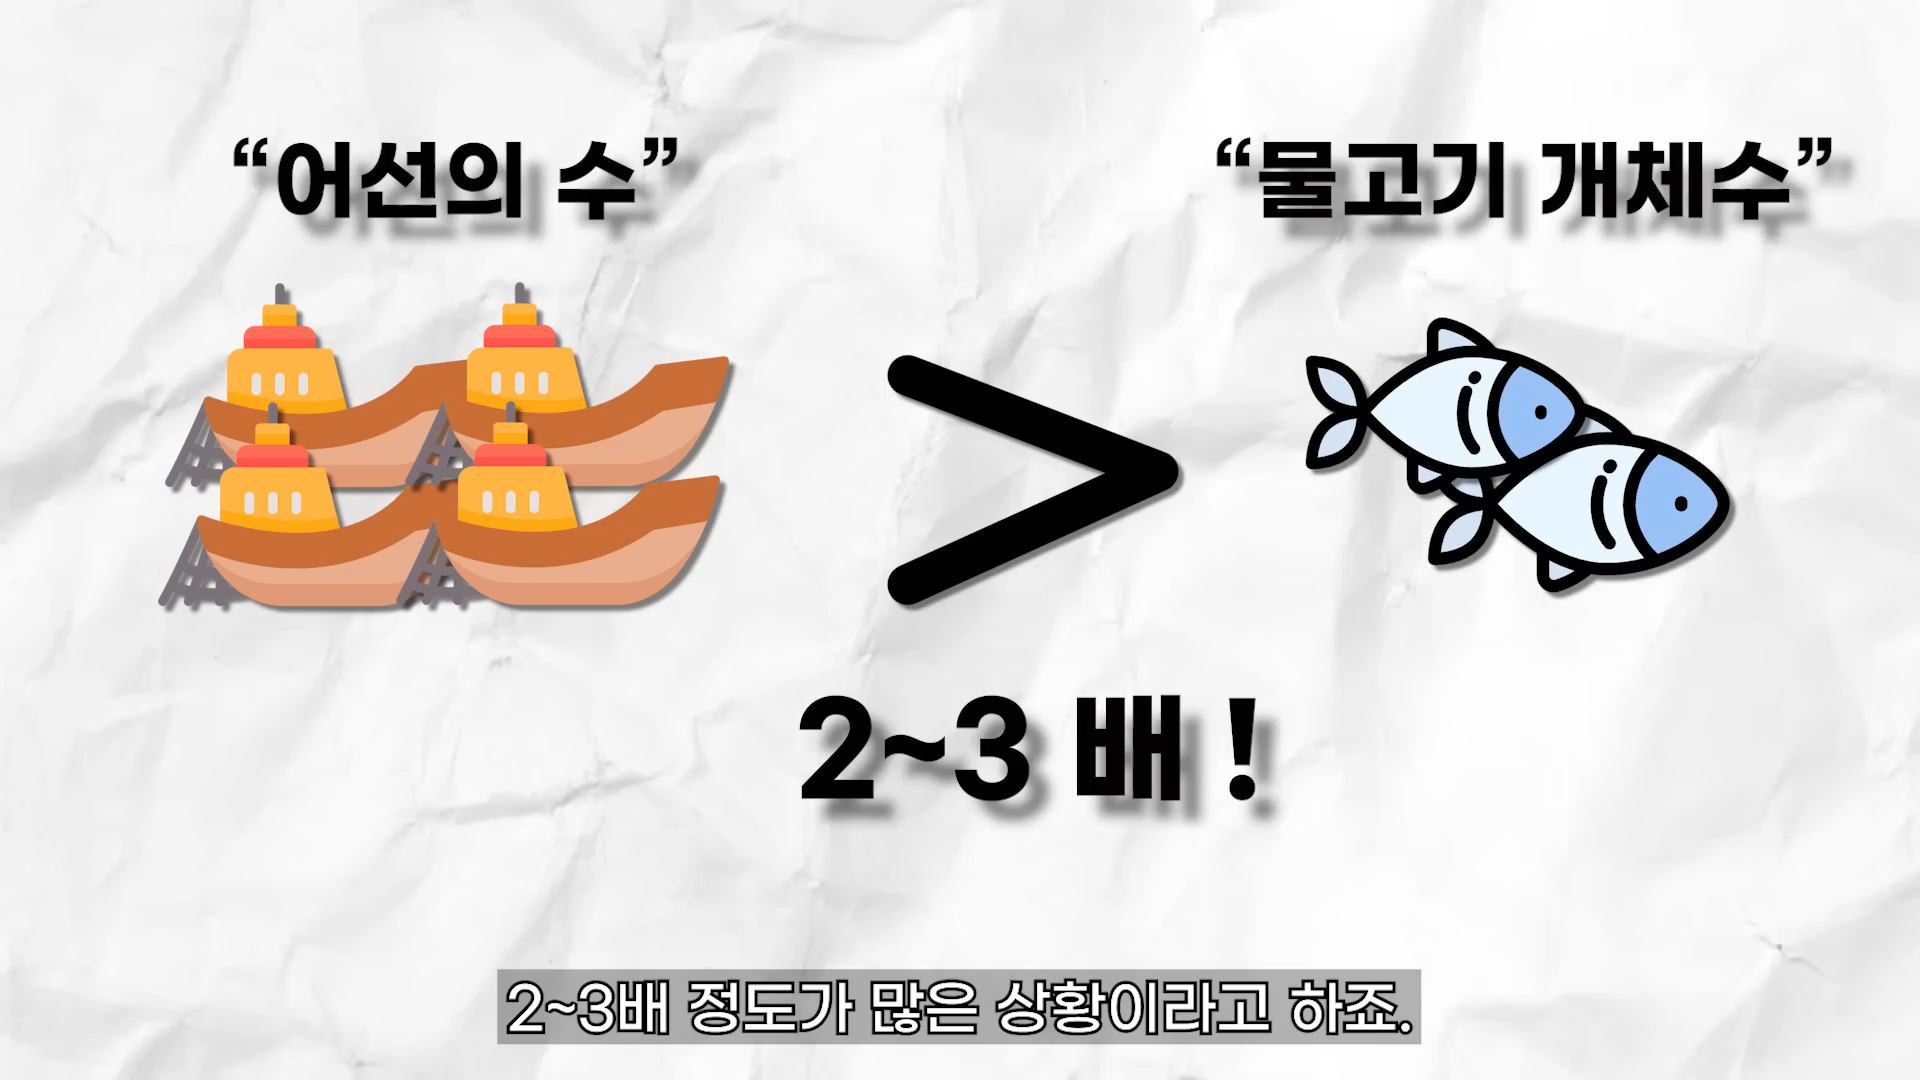 “어선의 수”
“물고기 개체수”
>
2~3 배 !
2~3배 정도가 많은 상황이라고 하죠.